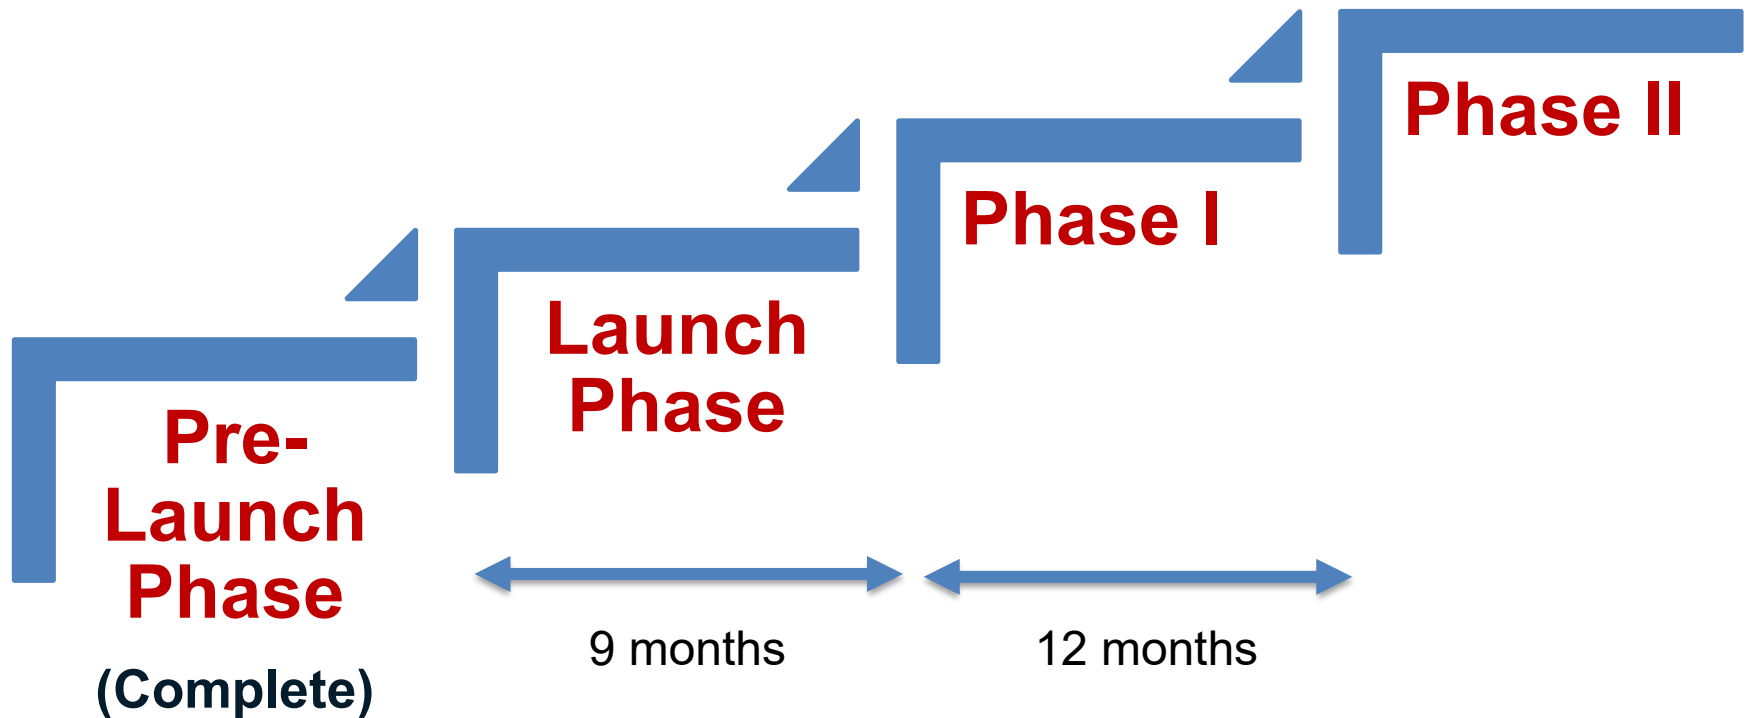 Pre-
Launch
Phase
(Complete)
Launch
Phase
Phase I
Phase II
9 months
12 months